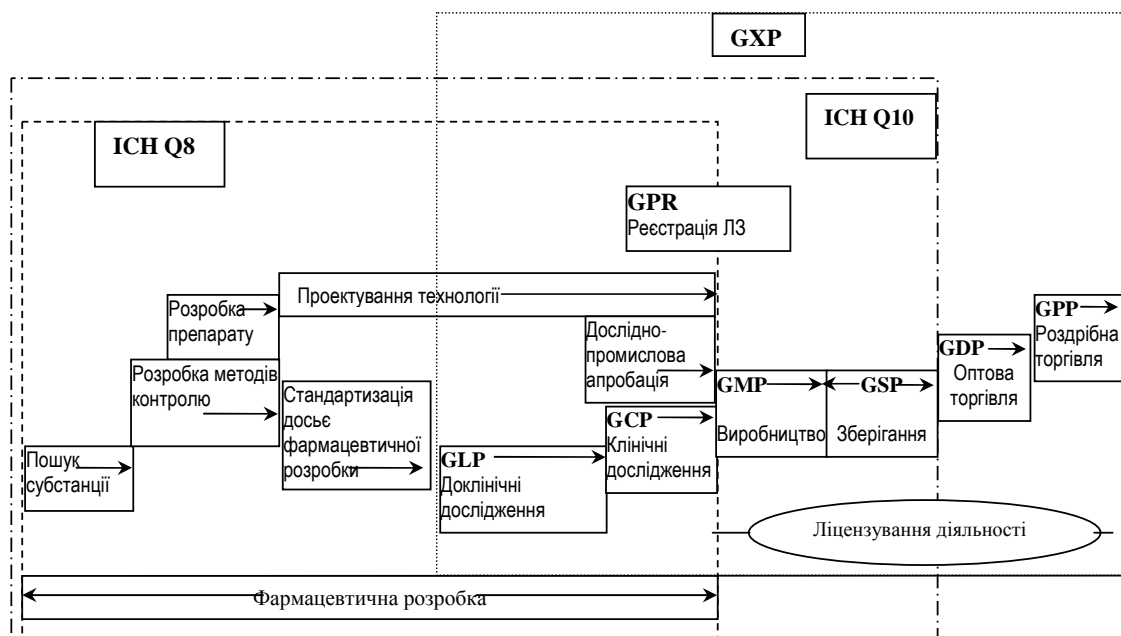 GXP
ICH Q8
ICH Q10
GPR
Реєстрація ЛЗ
Проектування технології
Розробка
препарату
GPP
Роздрібна
торгівля
Дослідно-
промислова
апробація
GDP
Оптова
торгівля
Розробка методів
контролю
Стандартизація
досьє
фармацевтичної
розробки
GMP
Виробництво
GSP
Зберігання
GCP
Клінічні
дослідження
Пошук
субстанції
GLP
Доклінічні
дослідження
Ліцензування діяльності
Фармацевтична розробка